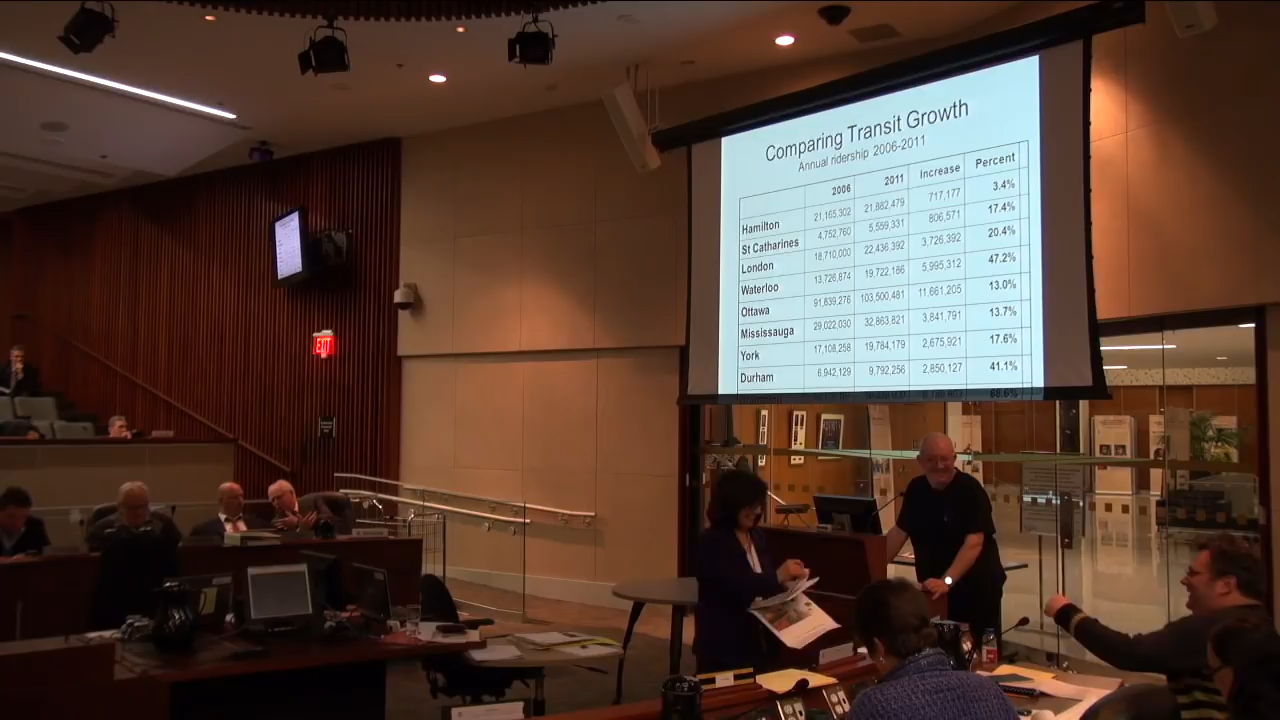 Comparing Transit Growth
Annual ridership 2006-2011
2006 2011 Increase Percent
Hamilton 21,165,302 21,882,479 717,177 3.4%
St Catharines 4,752,760 5,559,331 806,571 17.4%
London 18,710,000 22,436,392 3,726,392 20.4%
Waterloo 13,726,874 19,722,186 5,995,312 47.2%
Ottawa 91,839,276 103,500,481 11,661,205 13.0%
Mississauga 29,022,030 32,863,821 3,841,791 13.7%
York 17,108,258 19,784,179 2,675,921 17.6%
Durham 6,942,129 9,792,256 2,850,127 41.1%
EXIT